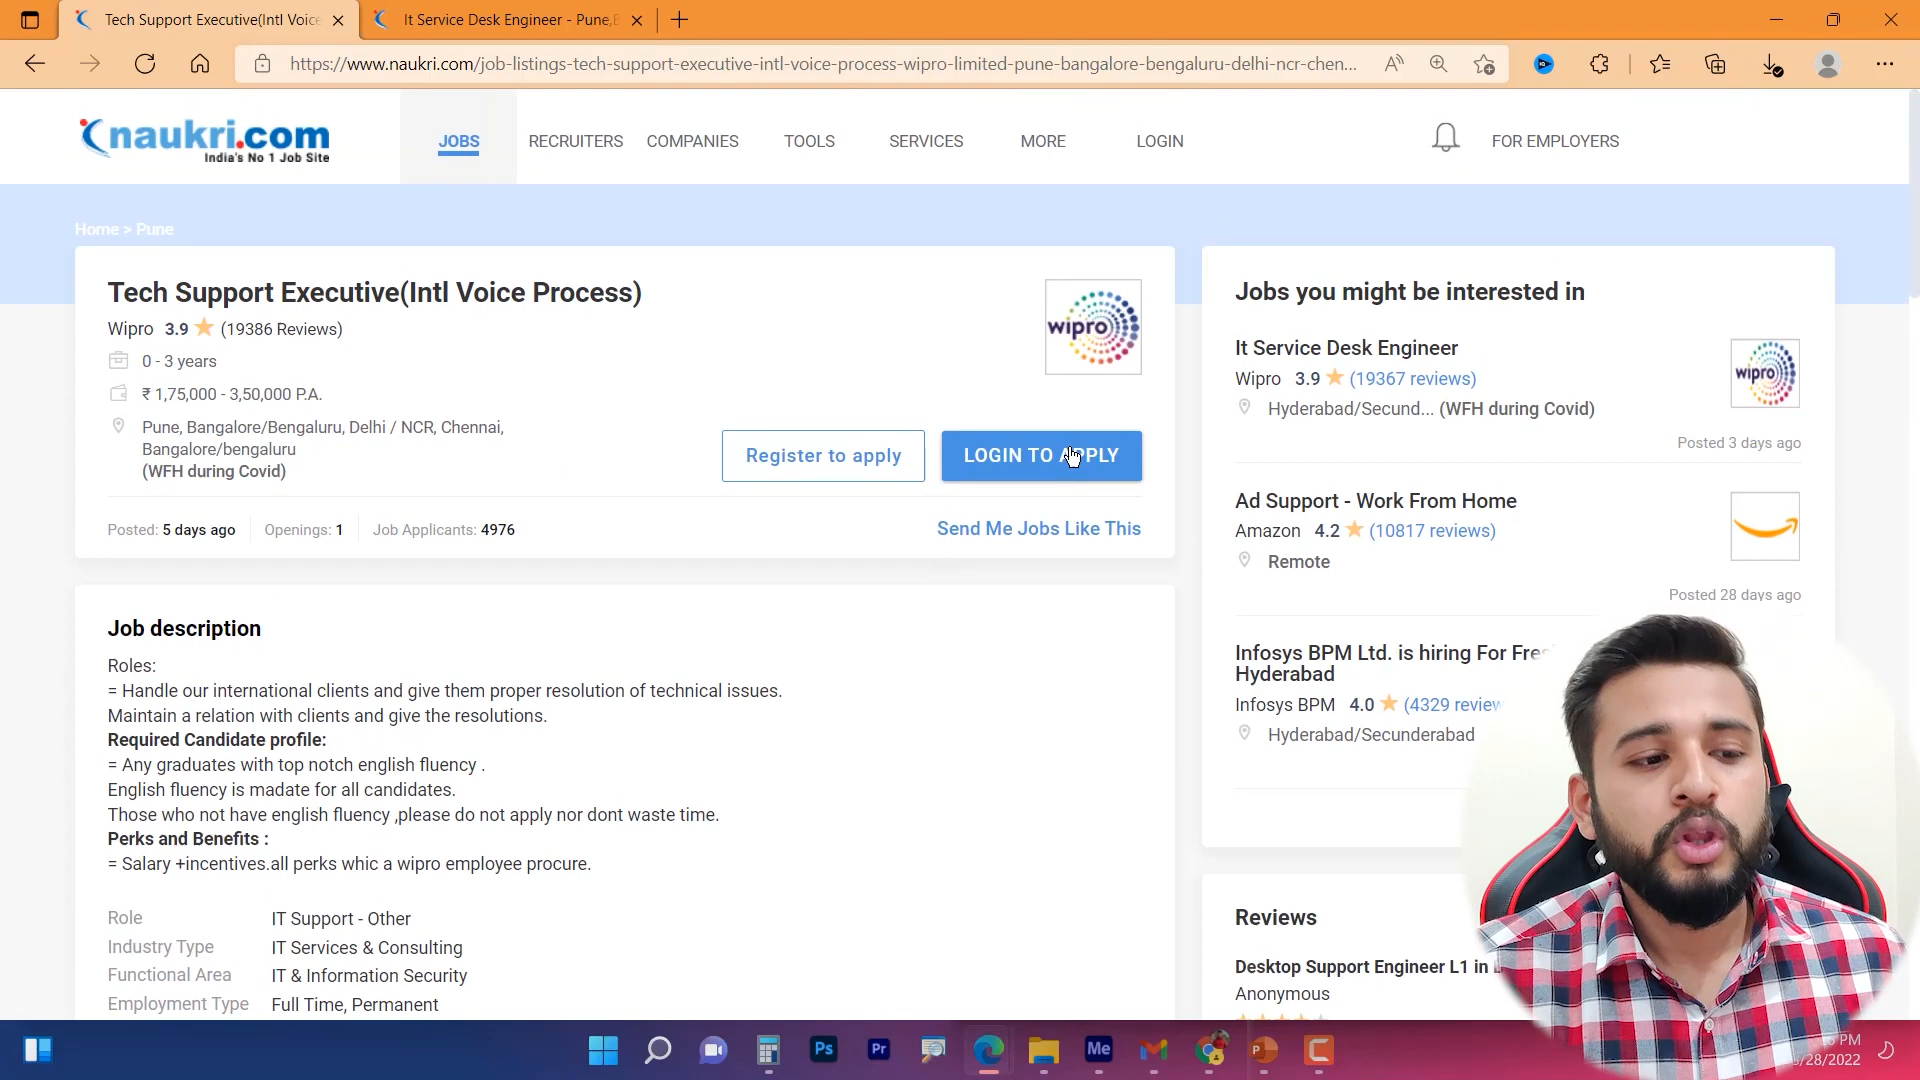 Tech Support Executive(Intl Voice
It Service Desk Engineer - Pune,B
https://www.naukri.com/job-listings-tech-support-executive-intl-voice-process-wipro-limited-pune-bangalore-bengaluru-delhi-ncr-chen...
naukri.com
India's No 1 Job Site
JOBS
RECRUITERS
COMPANIES
TOOLS
SERVICES
MORE
LOGIN
FOR EMPLOYERS
Home > Pune
Tech Support Executive(Intl Voice Process)
Wipro 3.9 (19386 Reviews)
0 - 3 years
₹ 1,75,000 - 3,50,000 P.A.
Pune, Bangalore/Bengaluru, Delhi / NCR, Chennai,
Bangalore/bengaluru
(WFH during Covid)
wipro
Register to apply
LOGIN TO APPLY
Posted: 5 days ago
Openings: 1
Job Applicants: 4976
Send Me Jobs Like This
Job description
Roles:
= Handle our international clients and give them proper resolution of technical issues.
Maintain a relation with clients and give the resolutions.
Required Candidate profile:
= Any graduates with top notch english fluency .
English fluency is madate for all candidates.
Those who not have english fluency ,please do not apply nor dont waste time.
Perks and Benefits :
= Salary +incentives.all perks whic a wipro employee procure.
Role IT Support - Other
Industry Type IT Services & Consulting
Functional Area IT & Information Security
Employment Type Full Time, Permanent
Jobs you might be interested in
It Service Desk Engineer
Wipro 3.9 (19367 reviews)
Hyderabad/Secund... (WFH during Covid)
wipro
Posted 3 days ago
Ad Support - Work From Home
Amazon 4.2 (10817 reviews)
Remote
Posted 28 days ago
Infosys BPM Ltd. is hiring For
Hyderabad
Infosys BPM 4.0 (4329
Hyderabad/Secunderabad
Reviews
Desktop Support Engineer L1 in
Anonymous
Ps
Pr
Me
PM
/28/2022